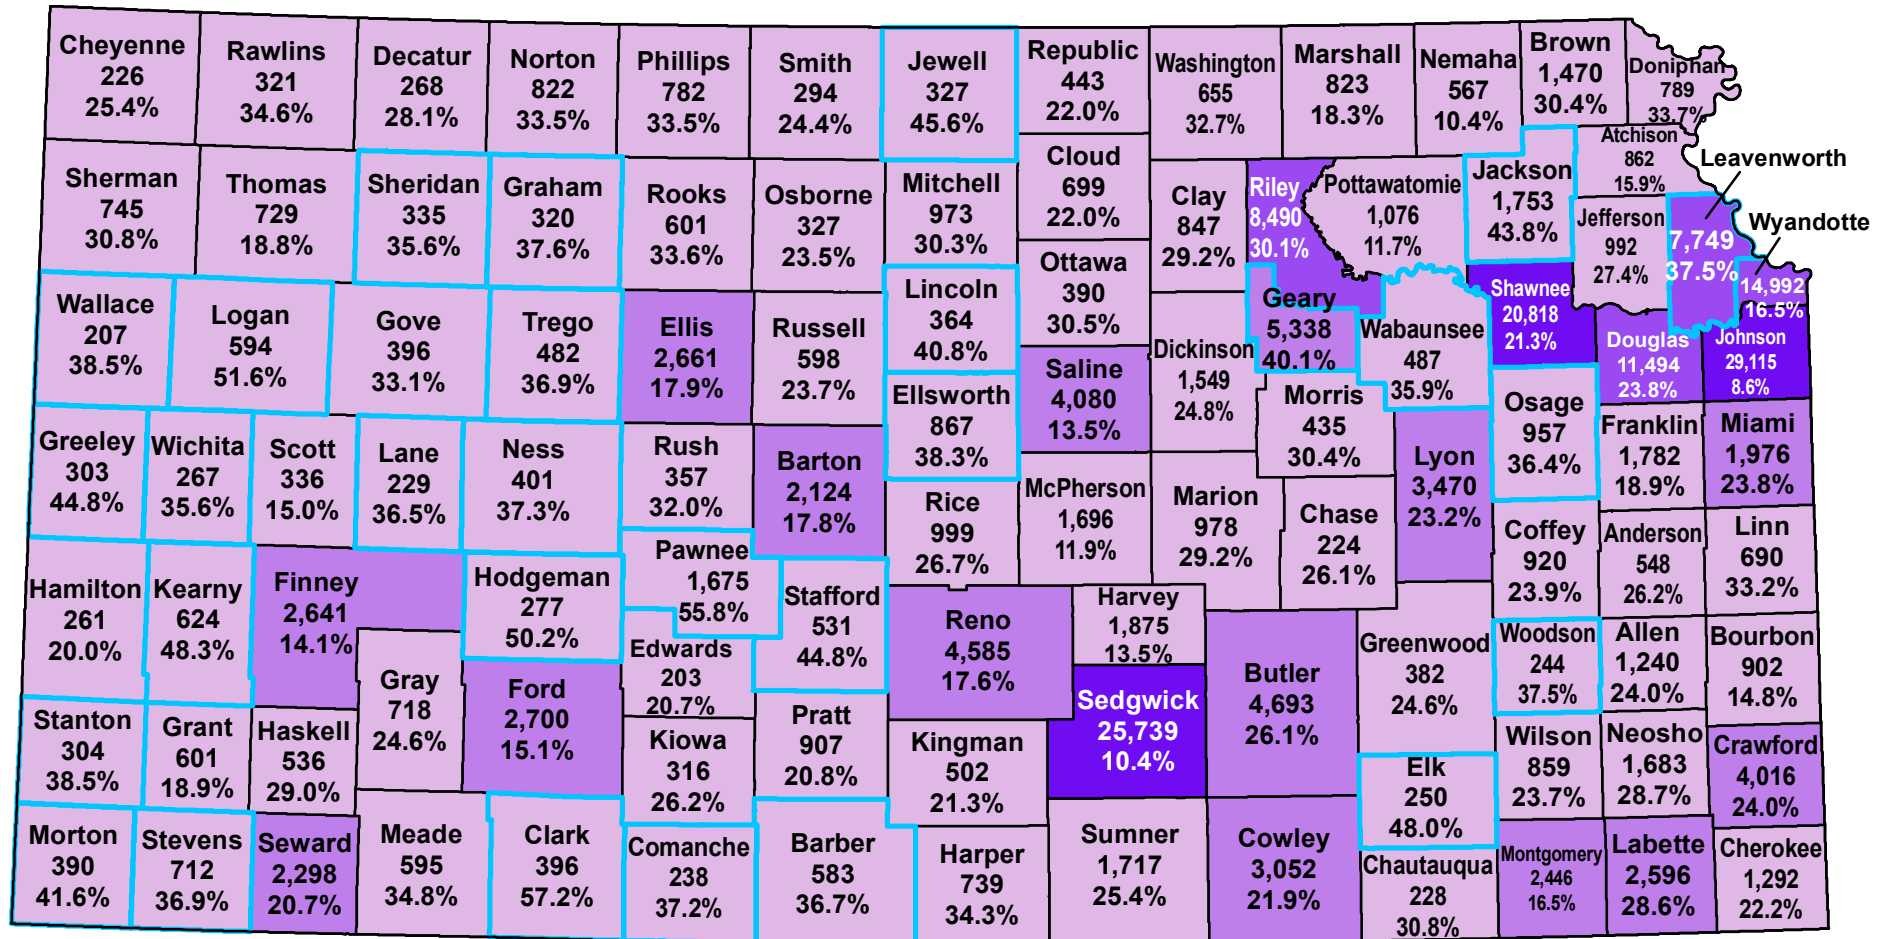 Cheyenne
226
25.4%
Rawlins
321
34.6%
Decatur
268
28.1%
Norton
822
33.5%
Phillips
782
33.5%
Smith
294
24.4%
Jewell
327
45.6%
Republic
443
22.0%
Washington
655
32.7%
Marshall
823
18.3%
Nemaha
567
10.4%
Brown
1,470
30.4%
Doniphan
789
33.7%
Atchison
862
15.9%
Leavenworth
7,749
37.5%
Wyandotte
14,992
16.5%
Sherman
745
30.8%
Thomas
729
18.8%
Sheridan
335
35.6%
Graham
320
37.6%
Rooks
601
33.6%
Osborne
327
23.5%
Mitchell
973
30.3%
Cloud
699
22.0%
Clay
847
29.2%
Riley
8,490
30.1%
Pottawatomie
1,076
11.7%
Jackson
1,753
43.8%
Jefferson
992
27.4%
Wallace
207
38.5%
Logan
594
51.6%
Gove
396
33.1%
Trego
482
36.9%
Ellis
2,661
17.9%
Russell
598
23.7%
Lincoln
364
40.8%
Ottawa
390
30.5%
Saline
4,080
13.5%
Dickinson
1,549
24.8%
Geary
5,338
40.1%
Wabaunsee
487
35.9%
Shawnee
20,818
21.3%
Douglas
11,494
23.8%
Johnson
29,115
8.6%
Greeley
303
44.8%
Wichita
267
35.6%
Scott
336
15.0%
Lane
229
36.5%
Ness
401
37.3%
Rush
357
32.0%
Barton
2,124
17.8%
Ellsworth
867
38.3%
Rice
999
26.7%
McPherson
1,696
11.9%
Marion
978
29.2%
Morris
435
30.4%
Chase
224
26.1%
Lyon
3,470
23.2%
Osage
957
36.4%
Franklin
1,782
18.9%
Miami
1,976
23.8%
Coffey
920
23.9%
Anderson
548
26.2%
Linn
690
33.2%
Hamilton
261
20.0%
Kearny
624
48.3%
Finney
2,641
14.1%
Hodgeman
277
50.2%
Pawnee
1,675
55.8%
Stafford
531
44.8%
Edwards
203
20.7%
Reno
4,585
17.6%
Harvey
1,875
13.5%
Sedgwick
25,739
10.4%
Butler
4,693
26.1%
Greenwood
382
24.6%
Woodson
244
37.5%
Allen
1,240
24.0%
Bourbon
902
14.8%
Stanton
304
38.5%
Grant
601
18.9%
Haskell
536
29.0%
Gray
718
24.6%
Ford
2,700
15.1%
Kiowa
316
26.2%
Pratt
907
20.8%
Kingman
502
21.3%
Elk
250
48.0%
Wilson
859
23.7%
Neosho
1,683
28.7%
Crawford
4,016
24.0%
Morton
390
41.6%
Stevens
712
36.9%
Seward
2,298
20.7%
Meade
595
34.8%
Clark
396
57.2%
Comanche
238
37.2%
Barber
583
36.7%
Harper
739
34.3%
Sumner
1,717
25.4%
Cowley
3,052
21.9%
Chautauqua
228
30.8%
Montgomery
2,446
16.5%
Labette
2,596
28.6%
Cherokee
1,292
22.2%